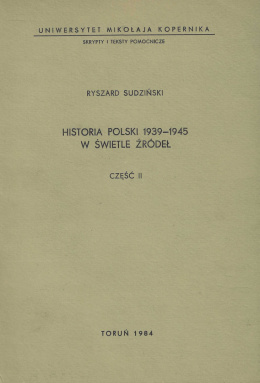 UNIWERSYTET MIKOŁAJA KOPERNIKA
SKRYPTY I TEKSTY POMOCNICZE
RYSZARD SUDZIŃSKI
HISTORIA POLSKI 1939–1945
W ŚWIETLE ŹRÓDEŁ
CZĘŚĆ II
TORUŃ 1984